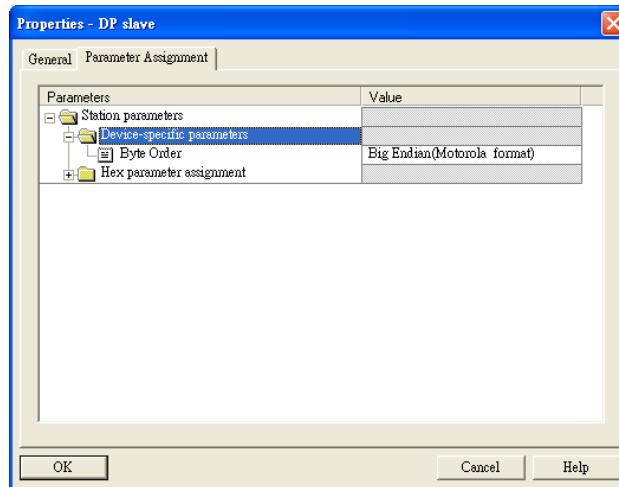 Properties - DP slave
General Parameter Assignment
Parameters Value
Station parameters
Device-specific parameters
Byte Order Big Endian(Motorola format)
Hex parameter assignment
OK Cancel Help